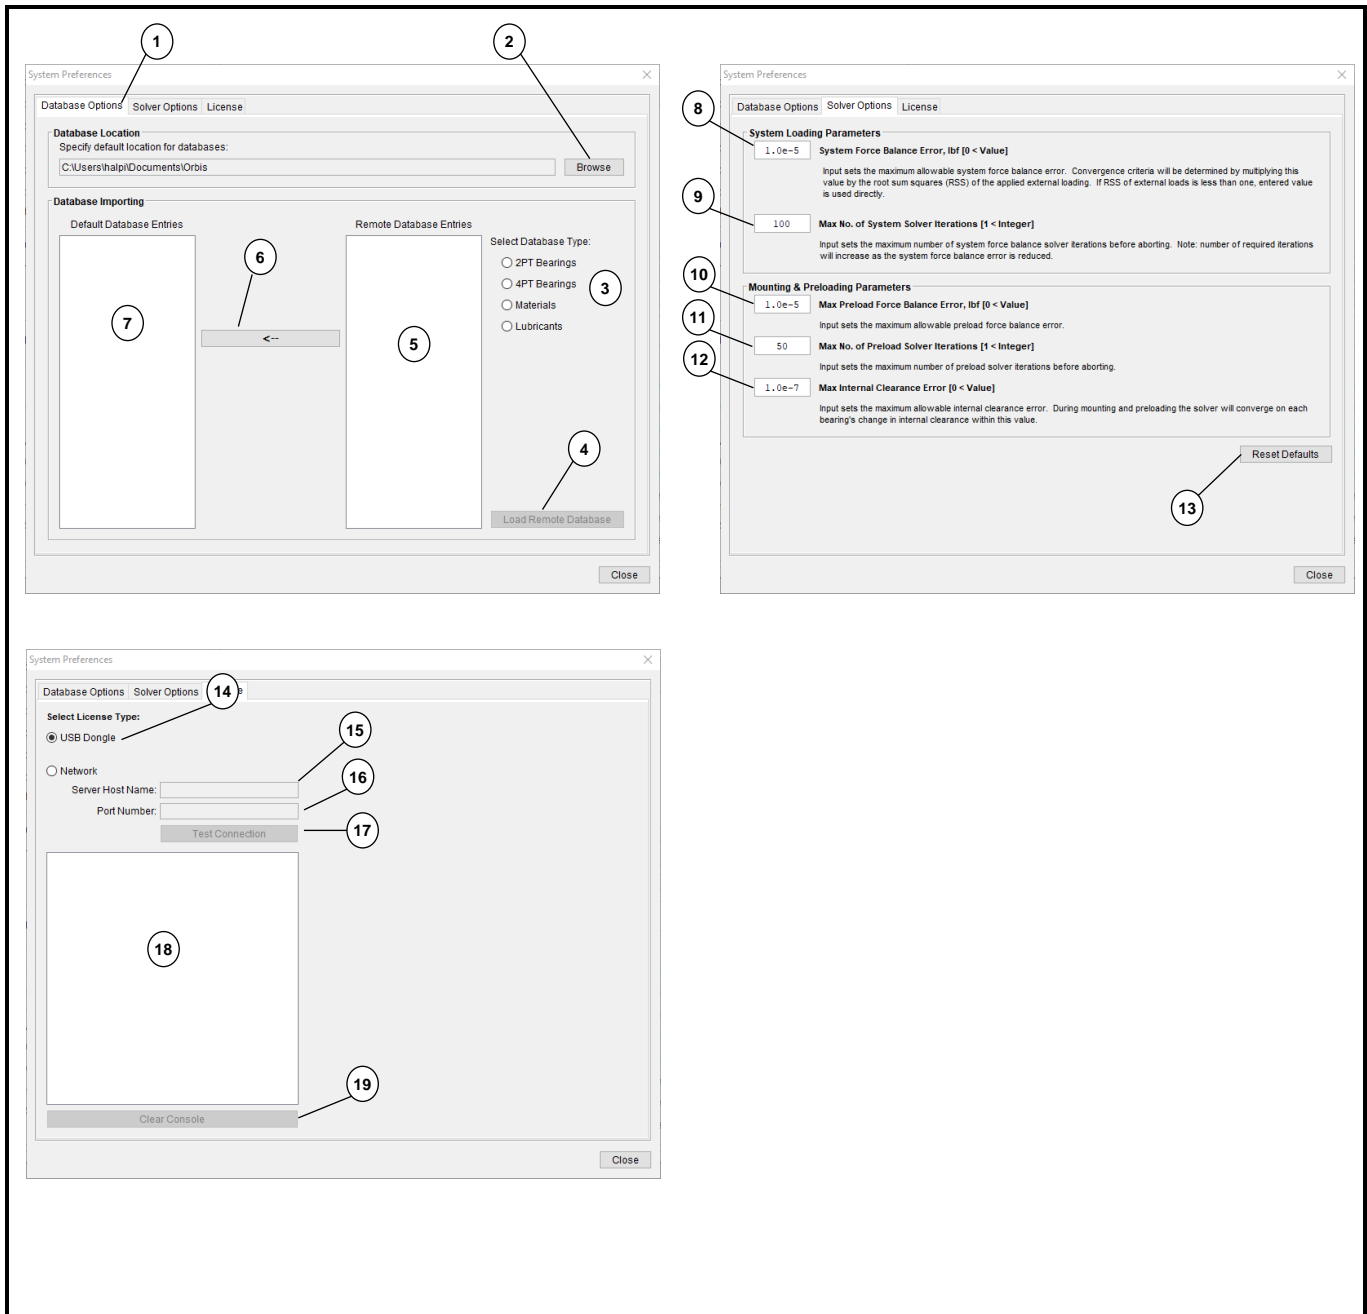 1
2
System Preferences
Database Options Solver Options License
Database Location
Specify default location for databases:
C:\Users\halpi\Documents\Orbis
Browse
Database Importing
Default Database Entries
Remote Database Entries
Select Database Type:
2PT Bearings
4PT Bearings
Materials
Lubricants
3
6
7
<--
5
4
Load Remote Database
Close
System Preferences
Database Options Solver Options License
8
System Loading Parameters
1.0e-5 System Force Balance Error, lbf [0 < Value]
Input sets the maximum allowable system force balance error. Convergence criteria will be determined by multiplying this
value by the root sum squares (RSS) of the applied external loading. If RSS of external loads is less than one, entered value
is used directly.
9
100 Max No. of System Solver Iterations [1 < Integer]
Input sets the maximum number of system force balance solver iterations before aborting. Note: number of required iterations
will increase as the system force balance error is reduced.
10
Mounting & Preloading Parameters
1.0e-5 Max Preload Force Balance Error, lbf [0 < Value]
Input sets the maximum allowable preload force balance error.
11
50 Max No. of Preload Solver Iterations [1 < Integer]
Input sets the maximum number of preload solver iterations before aborting.
12
1.0e-7 Max Internal Clearance Error [0 < Value]
Input sets the maximum allowable internal clearance error. During mounting and preloading the solver will converge on each
bearing's change in internal clearance within this value.
Reset Defaults
13
Close
System Preferences
Database Options Solver Options
14
Select License Type:
USB Dongle
15
Network
Server Host Name:
16
Port Number:
Test Connection
17
18
19
Clear Console
Close